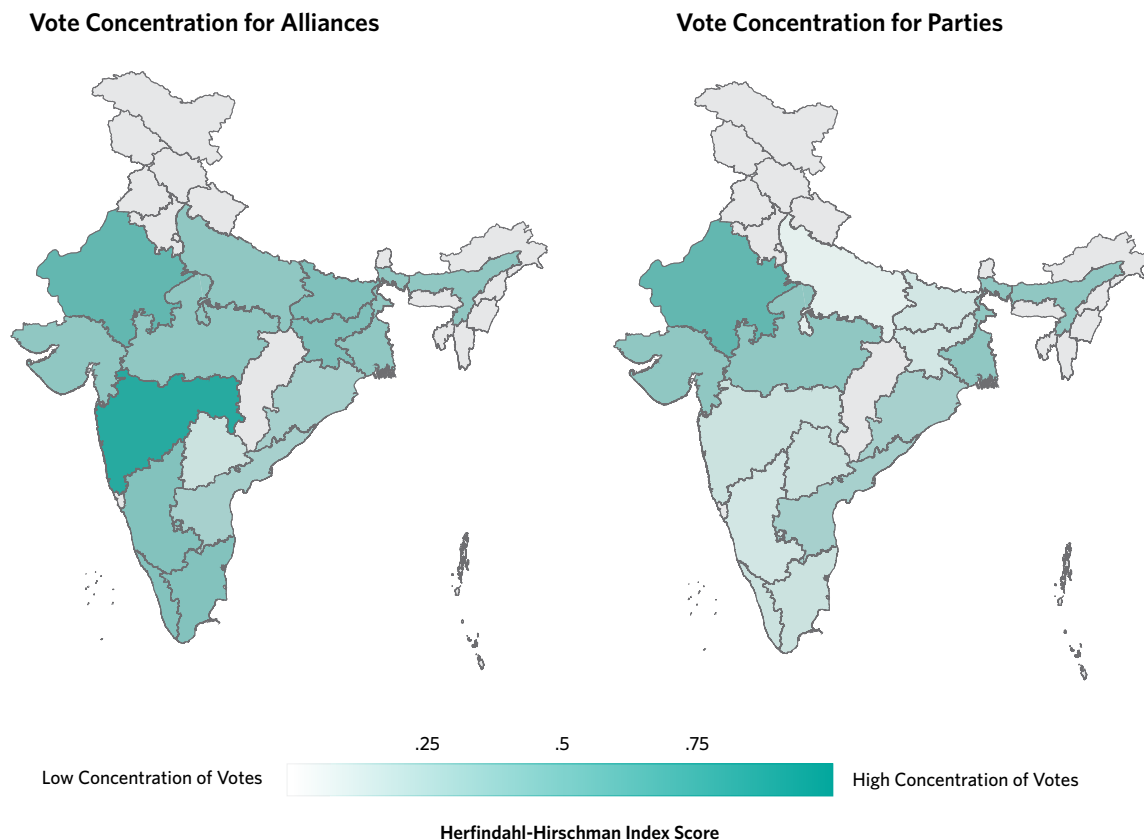 Vote Concentration for Alliances
Vote Concentration for Parties
.25 .5 .75
Low Concentration of Votes
High Concentration of Votes
Herfindahl-Hirschman Index Score